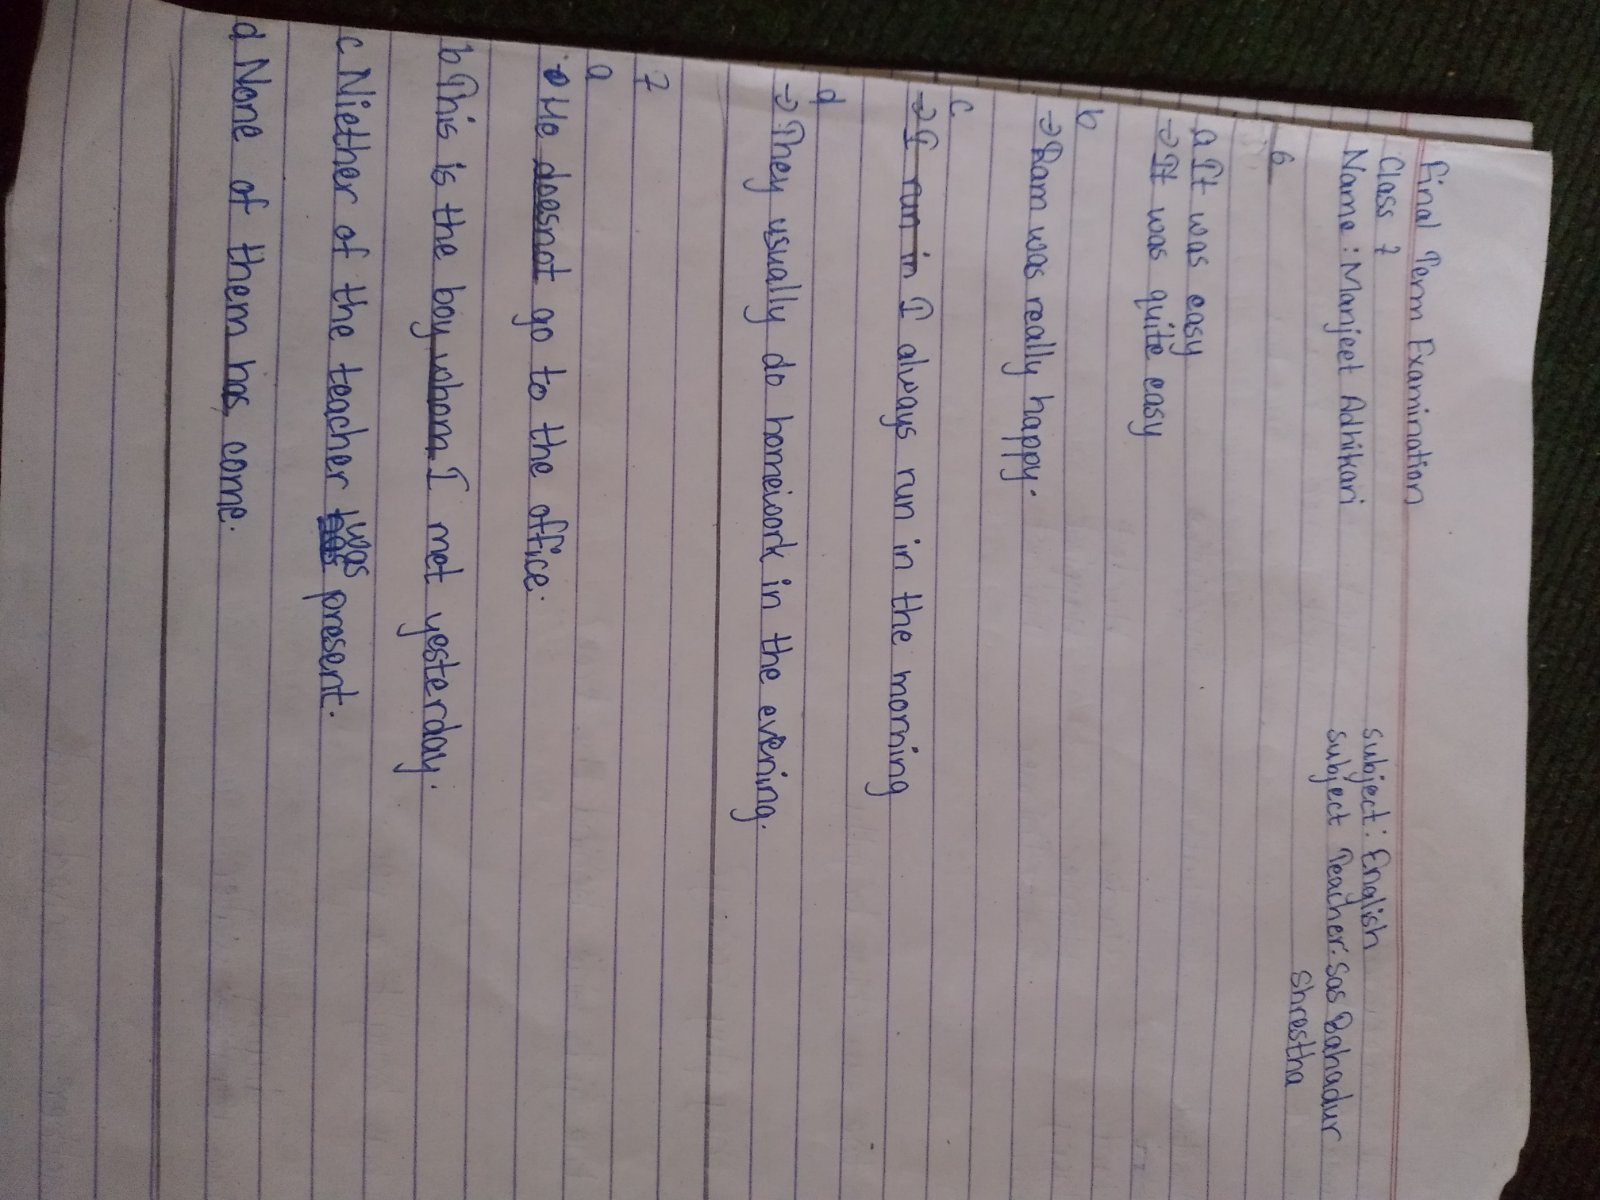 Final Term Examination
Class 7
Subject: English
Name: Manjeet Adhikari
Subject Teacher: Sas Bahadur
Shrestha
6
a It was easy
→ It was quite easy
b
→ Ram was really happy.
c
→ I run in I always run in the morning
d
→ They usually do homeiwork in the evening.
7
a
He doesnot go to the office.
b This is the boy whom I met yesterday.
c Niether of the teacher was present.
d None of them has come.